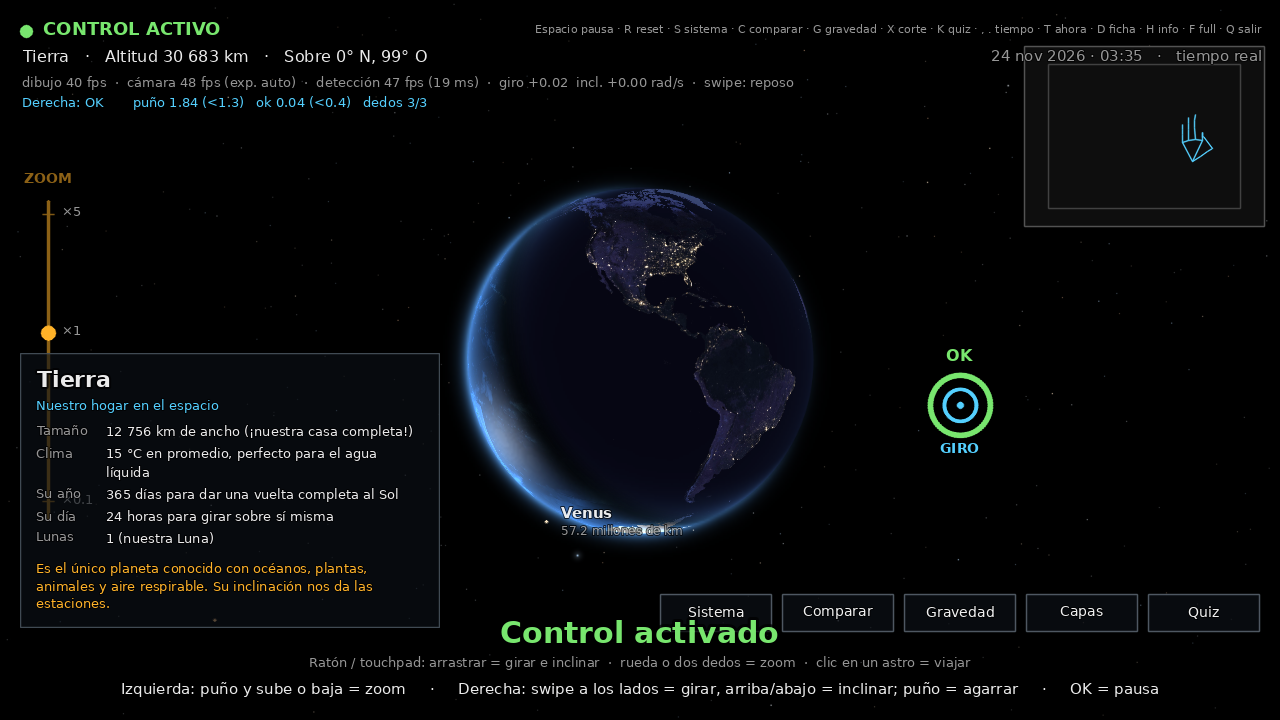 CONTROL ACTIVO
Espacio pausa · R reset · S sistema · C comparar · G gravedad · X corte · K quiz · , . tiempo · T ahora · D ficha · H info · F full · Q salir
Tierra · Altitud 30 683 km · Sobre 0° N, 99° O
24 nov 2026 · 03:35 · tiempo real
dibujo 40 fps · cámara 48 fps (exp. auto) · detección 47 fps (19 ms) · giro +0.02 incl. +0.00 rad/s · swipe: reposo
Derecha: OK puño 1.84 (<1.3) ok 0.04 (<0.4) dedos 3/3
ZOOM
×5
×1
×0.1
OK
GIRO
Tierra
Nuestro hogar en el espacio
Tamaño 12 756 km de ancho (¡nuestra casa completa!)
Clima 15 °C en promedio, perfecto para el agua
líquida
Su año 365 días para dar una vuelta completa al Sol
Su día 24 horas para girar sobre sí misma
Lunas 1 (nuestra Luna)
Es el único planeta conocido con océanos, plantas,
animales y aire respirable. Su inclinación nos da las
estaciones.
Venus
57.2 millones de km
Sistema Comparar Gravedad Capas Quiz
Control activado
Ratón / touchpad: arrastrar = girar e inclinar · rueda o dos dedos = zoom · clic en un astro = viajar
Izquierda: puño y sube o baja = zoom · Derecha: swipe a los lados = girar, arriba/abajo = inclinar; puño = agarrar · OK = pausa